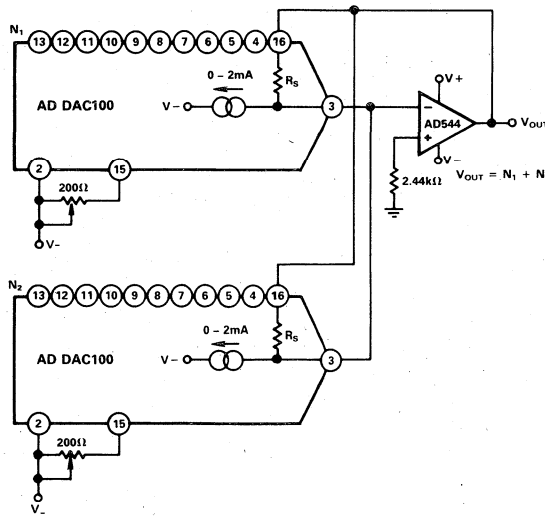 N1
13 12 11 10 9 8 7 6 5 4 16
0 – 2mA
RS
V–
AD DAC100
3
V+
–
AD544
+
V–
VOUT
VOUT = N1 + N
2.44kΩ
2
200Ω
15
V–
N2
13 12 11 10 9 8 7 6 5 4 16
0 – 2mA
RS
V–
AD DAC100
3
2
200Ω
15
V–